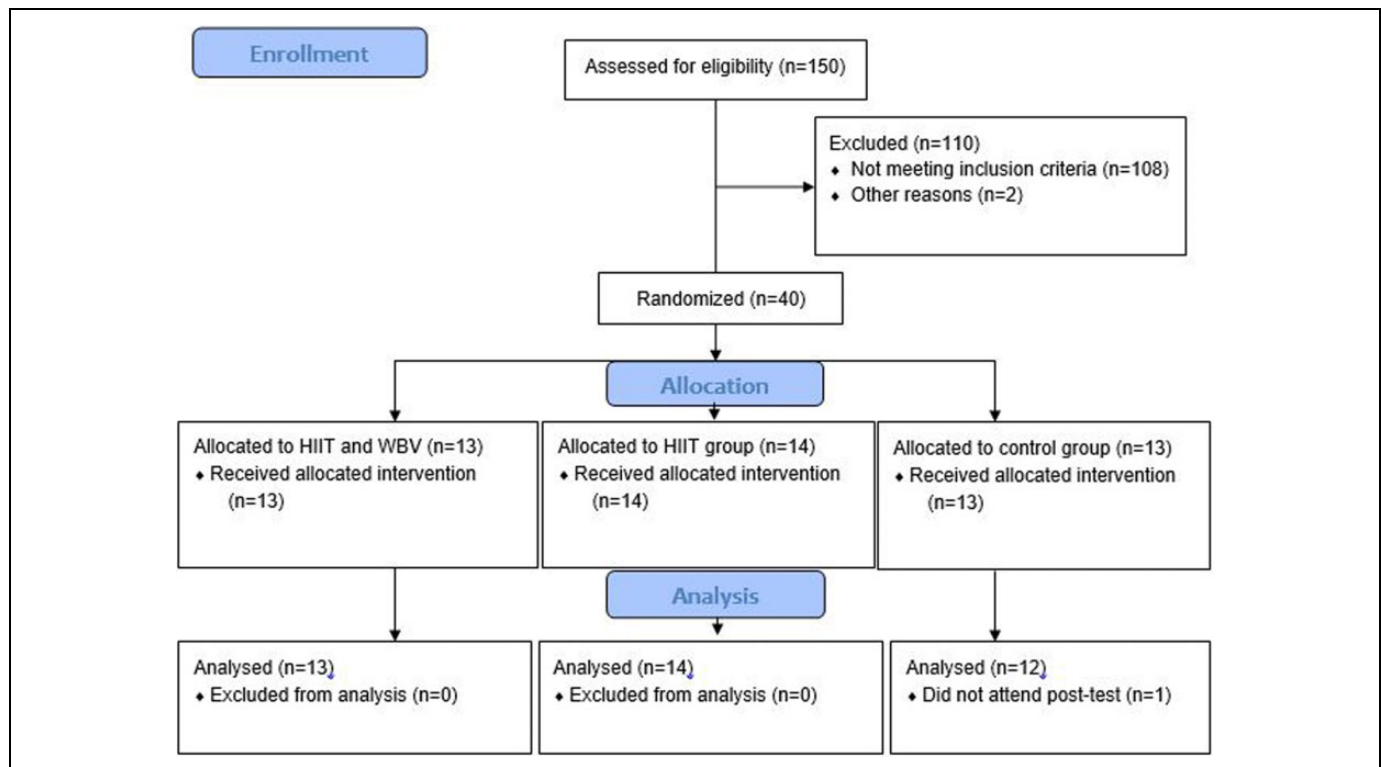 Enrollment
Assessed for eligibility (n=150)
Excluded (n=110)
♦ Not meeting inclusion criteria (n=108)
♦ Other reasons (n=2)
Randomized (n=40)
Allocation
Allocated to HIIT and WBV (n=13)
♦ Received allocated intervention
(n=13)
Allocated to HIIT group (n=14)
♦ Received allocated intervention
(n=14)
Allocated to control group (n=13)
♦ Received allocated intervention
(n=13)
Analysis
Analysed (n=13)
♦ Excluded from analysis (n=0)
Analysed (n=14)
♦ Excluded from analysis (n=0)
Analysed (n=12)
♦ Did not attend post-test (n=1)